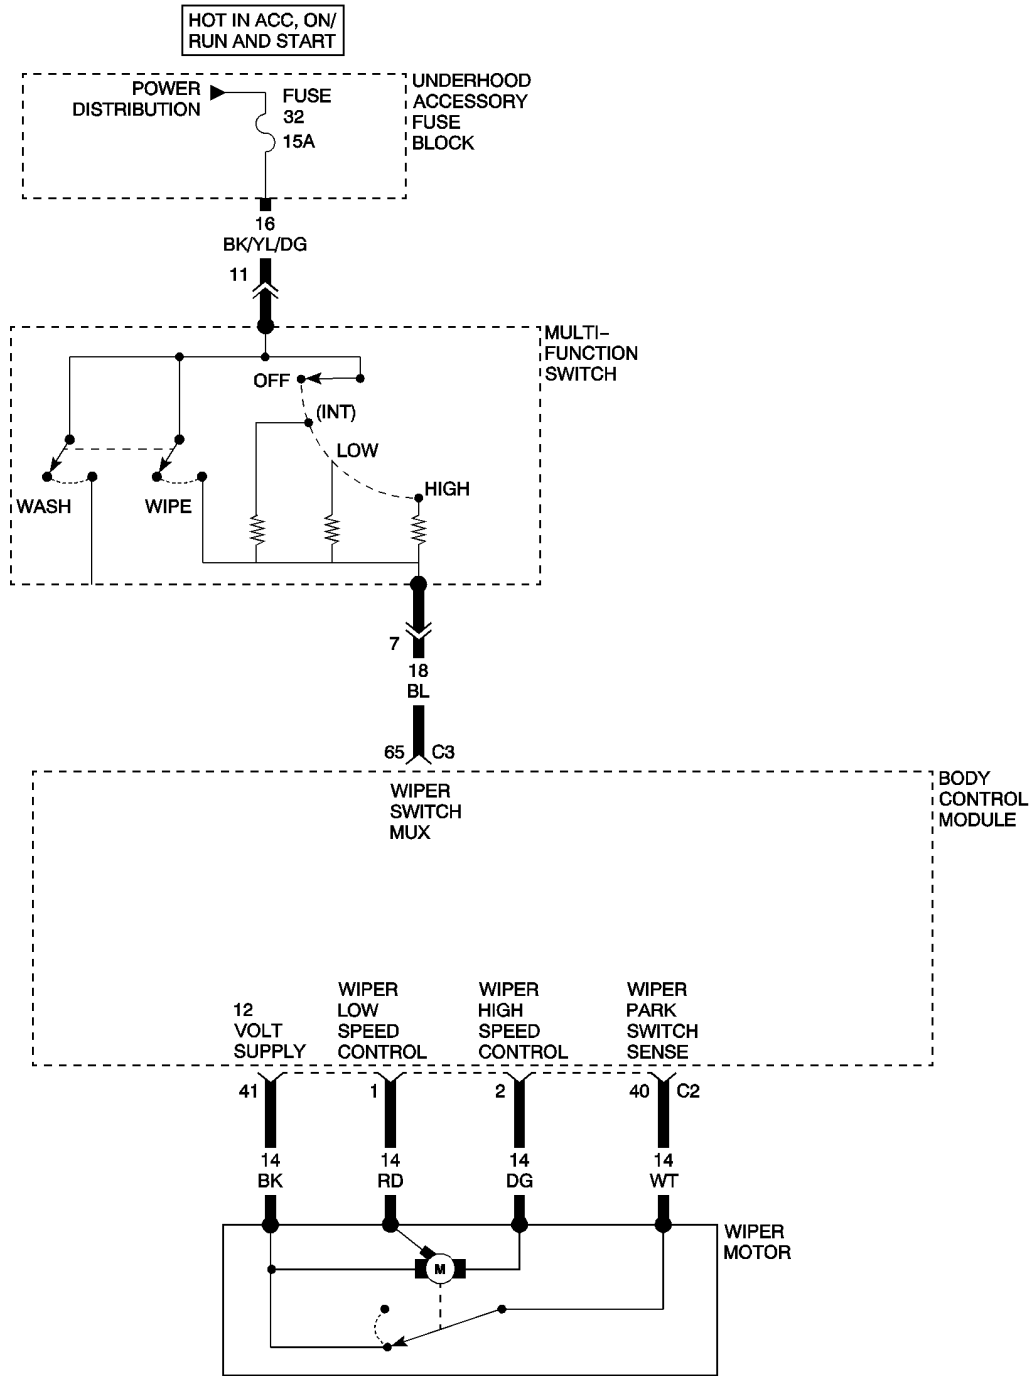 HOT IN ACC, ON/
RUN AND START
POWER
DISTRIBUTION
FUSE
32
15A
UNDERHOOD
ACCESSORY
FUSE
BLOCK
16
BK/YL/DG
11
MULTI-
FUNCTION
SWITCH
OFF
(INT)
LOW
HIGH
WASH
WIPE
7
18
BL
65
C3
WIPER
SWITCH
MUX
BODY
CONTROL
MODULE
12
VOLT
SUPPLY
WIPER
LOW
SPEED
CONTROL
WIPER
HIGH
SPEED
CONTROL
WIPER
PARK
SWITCH
SENSE
41
1
2
40
C2
14
BK
14
RD
14
DG
14
WT
WIPER
MOTOR
M